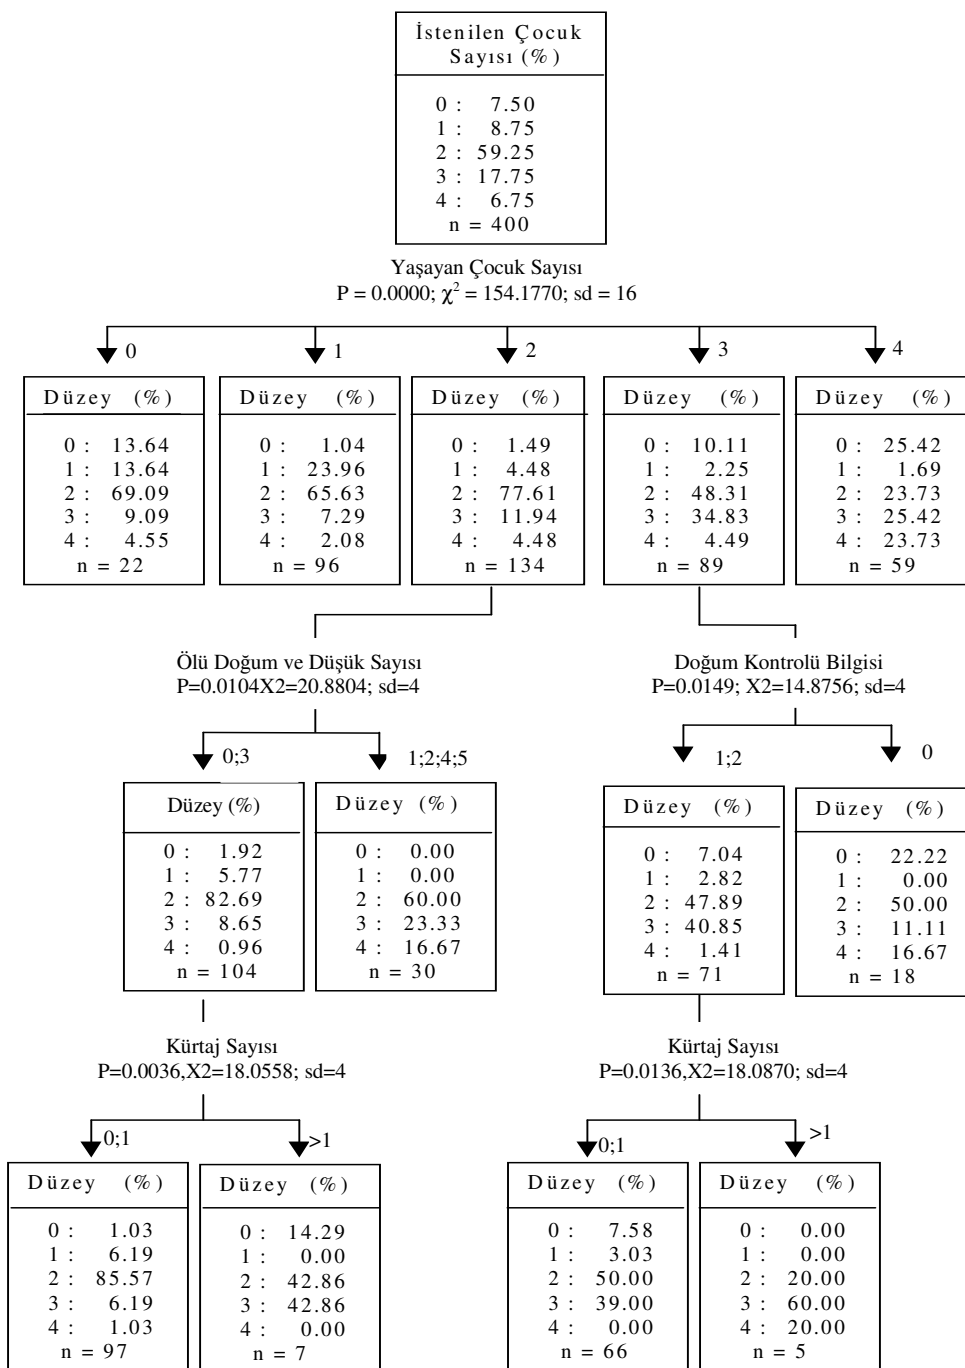 İstenilen Çocuk
Sayısı (%)
0 : 7.50
1 : 8.75
2 : 59.25
3 : 17.75
4 : 6.75
n = 400
Yaşayan Çocuk Sayısı
P = 0.0000; χ² = 154.1770; sd = 16
0
1
2
3
4
Düzey (%)
0 : 13.64
1 : 13.64
2 : 69.09
3 : 9.09
4 : 4.55
n = 22
Düzey (%)
0 : 1.04
1 : 23.96
2 : 65.63
3 : 7.29
4 : 2.08
n = 96
Düzey (%)
0 : 1.49
1 : 4.48
2 : 77.61
3 : 11.94
4 : 4.48
n = 134
Düzey (%)
0 : 10.11
1 : 2.25
2 : 48.31
3 : 34.83
4 : 4.49
n = 89
Düzey (%)
0 : 25.42
1 : 1.69
2 : 23.73
3 : 25.42
4 : 23.73
n = 59
Ölü Doğum ve Düşük Sayısı
P=0.0104X2=20.8804; sd=4
0;3
1;2;4;5
Düzey (%)
0 : 1.92
1 : 5.77
2 : 82.69
3 : 8.65
4 : 0.96
n = 104
Düzey (%)
0 : 0.00
1 : 0.00
2 : 60.00
3 : 23.33
4 : 16.67
n = 30
Doğum Kontrolü Bilgisi
P=0.0149; X2=14.8756; sd=4
1;2
0
Düzey (%)
0 : 7.04
1 : 2.82
2 : 47.89
3 : 40.85
4 : 1.41
n = 71
Düzey (%)
0 : 22.22
1 : 0.00
2 : 50.00
3 : 11.11
4 : 16.67
n = 18
Kürtaj Sayısı
P=0.0036,X2=18.0558; sd=4
0;1
>1
Düzey (%)
0 : 1.03
1 : 6.19
2 : 85.57
3 : 6.19
4 : 1.03
n = 97
Düzey (%)
0 : 14.29
1 : 0.00
2 : 42.86
3 : 42.86
4 : 0.00
n = 7
Kürtaj Sayısı
P=0.0136,X2=18.0870; sd=4
0;1
>1
Düzey (%)
0 : 7.58
1 : 3.03
2 : 50.00
3 : 39.00
4 : 0.00
n = 66
Düzey (%)
0 : 0.00
1 : 0.00
2 : 20.00
3 : 60.00
4 : 20.00
n = 5